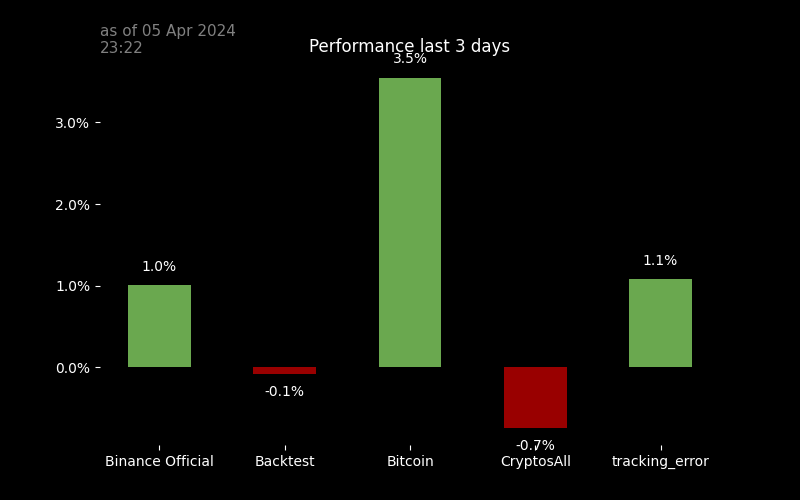 as of 05 Apr 2024
23:22
Performance last 3 days
3.5%
3.0%
2.0%
1.0%
1.1%
1.0%
0.0%
-0.1%
-0.7%
Binance Official
Backtest
Bitcoin
CryptosAll
tracking_error